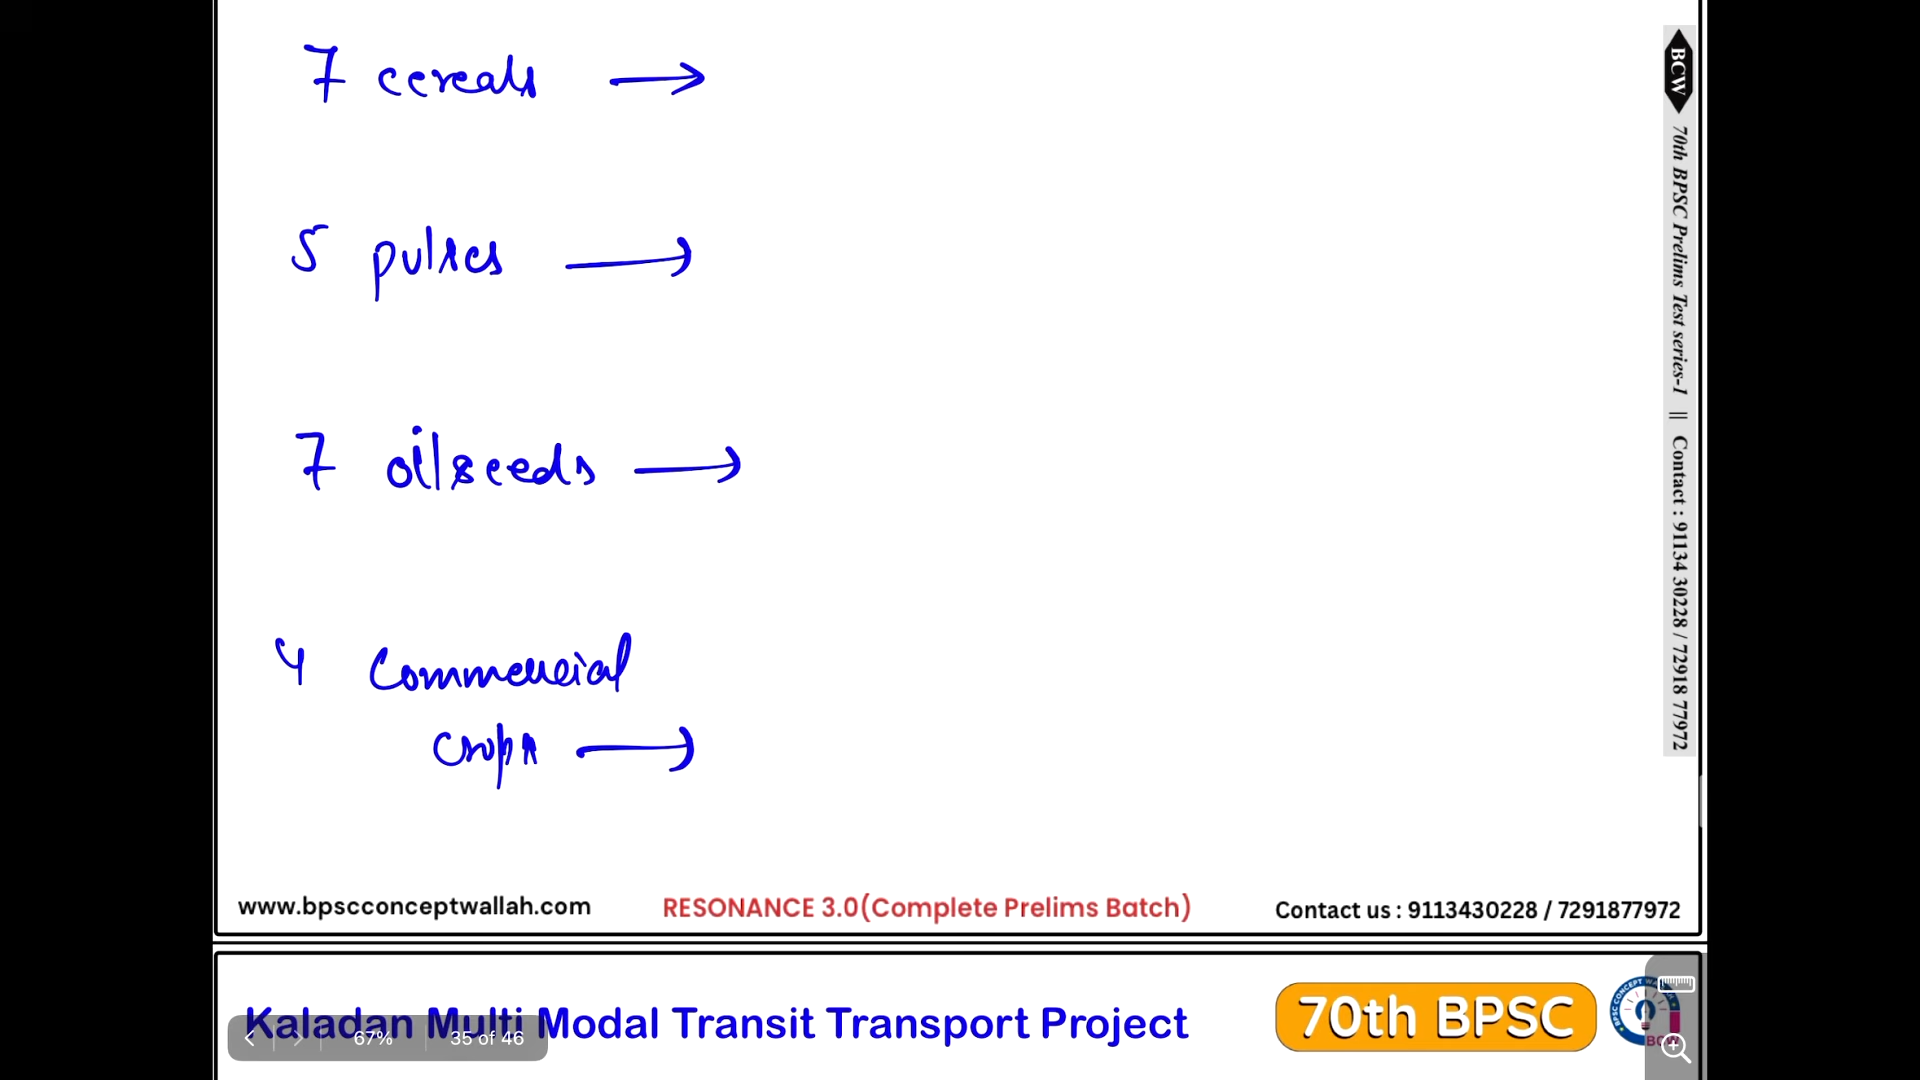 7 cereals →
5 pulses →
7 oilseeds →
4 Commercial
crops →
BCW 70th BPSC Prelims Test series-1 || Contact : 91134 30228 / 72918 77972
www.bpscconceptwallah.com RESONANCE 3.0(Complete Prelims Batch) Contact us : 9113430228 / 7291877972
Kaladan Multi Modal Transit Transport Project 70th BPSC
67% 35 of 46